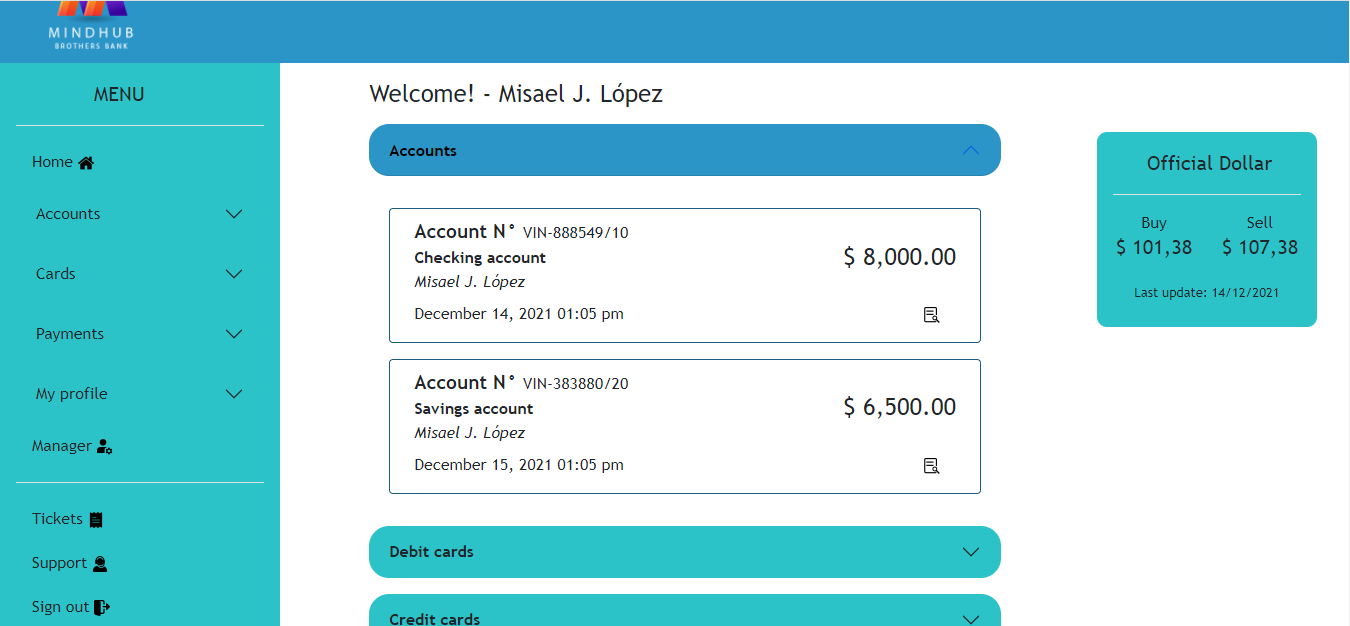 MINDHUB
BROTHERS BANK
MENU
Home
Accounts
Cards
Payments
My profile
Manager
Tickets
Support
Sign out
Welcome! - Misael J. López
Accounts
Account N° VIN-888549/10
Checking account
Misael J. López
$ 8,000.00
December 14, 2021 01:05 pm
Account N° VIN-383880/20
Savings account
Misael J. López
$ 6,500.00
December 15, 2021 01:05 pm
Debit cards
Credit cards
Official Dollar
Buy Sell
$ 101,38 $ 107,38
Last update: 14/12/2021